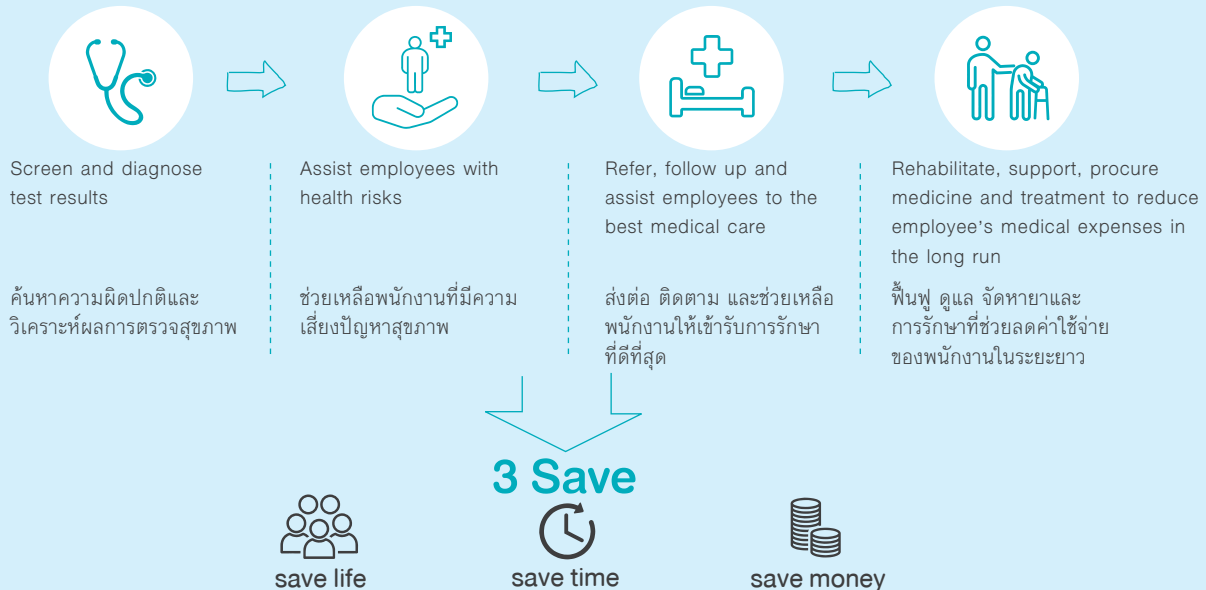 Screen and diagnose
test results
ค้นหาความผิดปกติและ
วิเคราะห์ผลการตรวจสุขภาพ
Assist employees with
health risks
ช่วยเหลือพนักงานที่มีความ
เสี่ยงปัญหาสุขภาพ
Refer, follow up and
assist employees to the
best medical care
ส่งต่อ ติดตาม และช่วยเหลือ
พนักงานให้เข้ารับการรักษา
ที่ดีที่สุด
Rehabilitate, support, procure
medicine and treatment to reduce
employee's medical expenses in
the long run
ฟื้นฟู ดูแล จัดหายาและ
การรักษาที่ช่วยลดค่าใช้จ่าย
ของพนักงานในระยะยาว
3 Save
save life
save time
save money